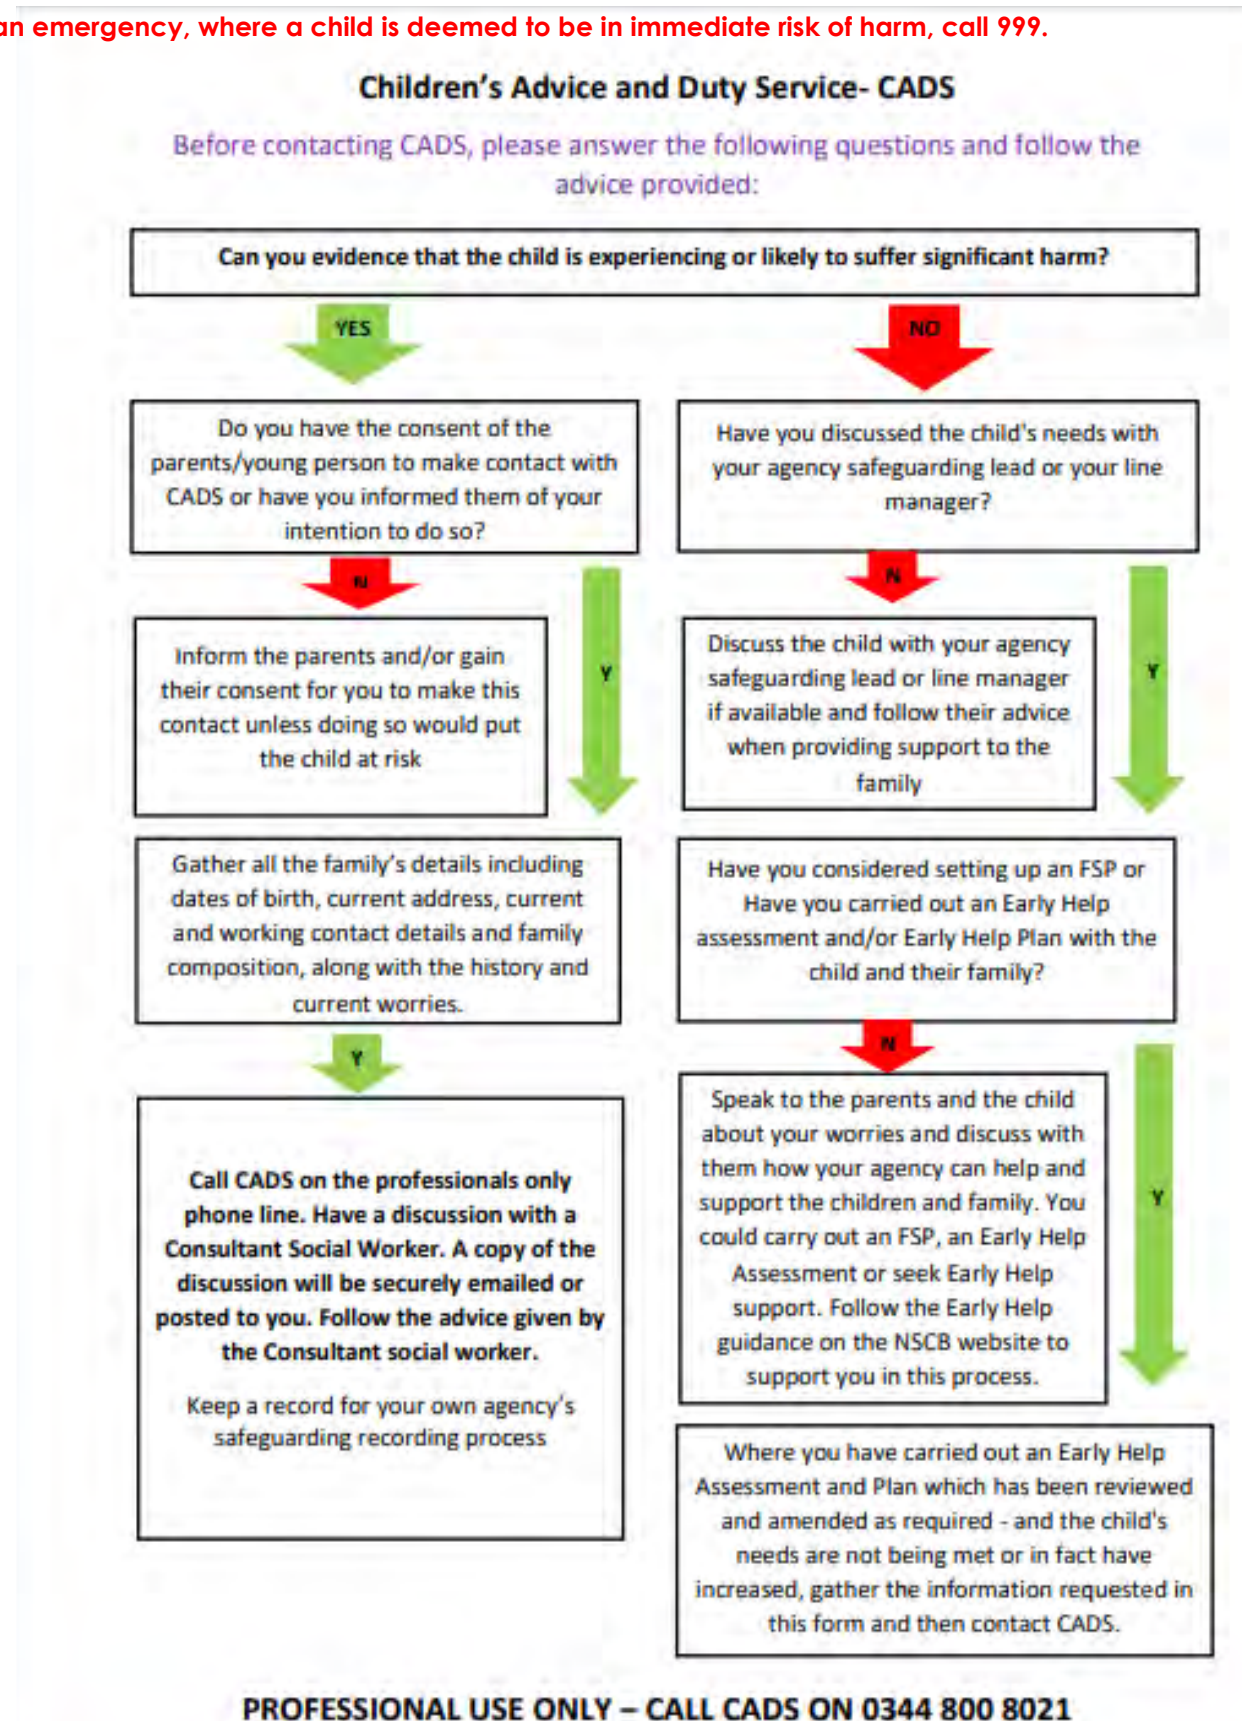 an emergency, where a child is deemed to be in immediate risk of harm, call 999.
Children's Advice and Duty Service- CADS
Before contacting CADS, please answer the following questions and follow the
advice provided:
Can you evidence that the child is experiencing or likely to suffer significant harm?
YES
NO
Do you have the consent of the
parents/young person to make contact with
CADS or have you informed them of your
intention to do so?
N
Y
Inform the parents and/or gain
their consent for you to make this
contact unless doing so would put
the child at risk
Gather all the family's details including
dates of birth, current address, current
and working contact details and family
composition, along with the history and
current worries.
Y
Call CADS on the professionals only
phone line. Have a discussion with a
Consultant Social Worker. A copy of the
discussion will be securely emailed or
posted to you. Follow the advice given by
the Consultant social worker.
Keep a record for your own agency's
safeguarding recording process
Have you discussed the child's needs with
your agency safeguarding lead or your line
manager?
N
Y
Discuss the child with your agency
safeguarding lead or line manager
if available and follow their advice
when providing support to the
family
Have you considered setting up an FSP or
Have you carried out an Early Help
assessment and/or Early Help Plan with the
child and their family?
N
Y
Speak to the parents and the child
about your worries and discuss with
them how your agency can help and
support the children and family. You
could carry out an FSP, an Early Help
Assessment or seek Early Help
support. Follow the Early Help
guidance on the NSCB website to
support you in this process.
Where you have carried out an Early Help
Assessment and Plan which has been reviewed
and amended as required - and the child's
needs are not being met or in fact have
increased, gather the information requested in
this form and then contact CADS.
PROFESSIONAL USE ONLY – CALL CADS ON 0344 800 8021